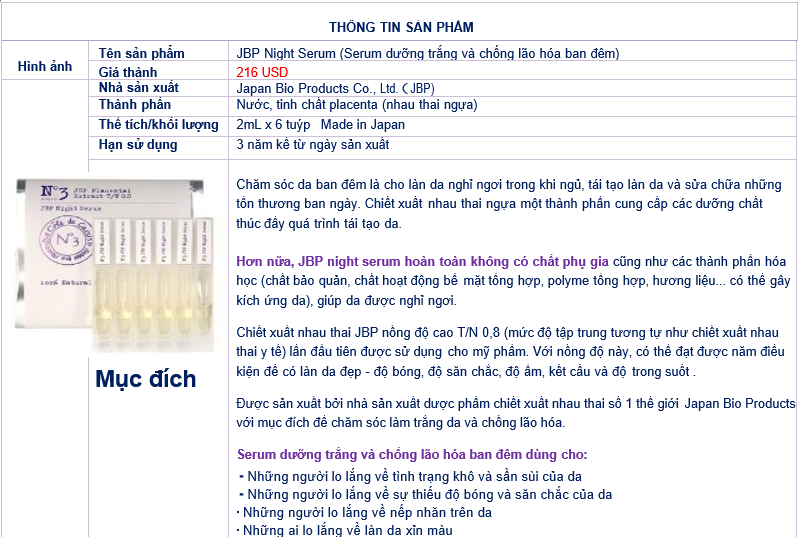 THÔNG TIN SẢN PHẨM
Hình ảnh
Tên sản phẩm
JBP Night Serum (Serum dưỡng trắng và chống lão hóa ban đêm)
Giá thành
216 USD
Nhà sản xuất
Japan Bio Products Co., Ltd. ( JBP)
Thành phần
Nước, tinh chất placenta (nhau thai ngựa)
Thể tích/khối lượng
2mL x 6 tuýp Made in Japan
Hạn sử dụng
3 năm kể từ ngày sản xuất
Nº3 JBP Placental
Extract T/N 0.8
JBP Night Serum
Nº3
100% Natural
Mục đích
Chăm sóc da ban đêm là cho làn da nghỉ ngơi trong khi ngủ, tái tạo làn da và sửa chữa những
tổn thương ban ngày. Chiết xuất nhau thai ngựa một thành phần cung cấp các dưỡng chất
thúc đẩy quá trình tái tạo da.
Hơn nữa, JBP night serum hoàn toàn không có chất phụ gia cũng như các thành phần hóa
học (chất bảo quản, chất hoạt động bề mặt tổng hợp, polyme tổng hợp, hương liệu... có thể gây
kích ứng da), giúp da được nghỉ ngơi.
Chiết xuất nhau thai JBP nồng độ cao T/N 0,8 (mức độ tập trung tương tự như chiết xuất nhau
thai y tế) lần đầu tiên được sử dụng cho mỹ phẩm. Với nồng độ này, có thể đạt được năm điều
kiện để có làn da đẹp - độ bóng, độ săn chắc, độ ẩm, kết cấu và độ trong suốt .
Được sản xuất bởi nhà sản xuất dược phẩm chiết xuất nhau thai số 1 thế giới Japan Bio Products
với mục đích để chăm sóc làm trắng da và chống lão hóa.
Serum dưỡng trắng và chống lão hóa ban đêm dùng cho:
- Những người lo lắng về tình trạng khô và sần sùi của da
- Những người lo lắng về sự thiếu độ bóng và săn chắc của da
· Những người lo lắng về nếp nhăn trên da
· Những ai lo lắng về làn da xỉn màu